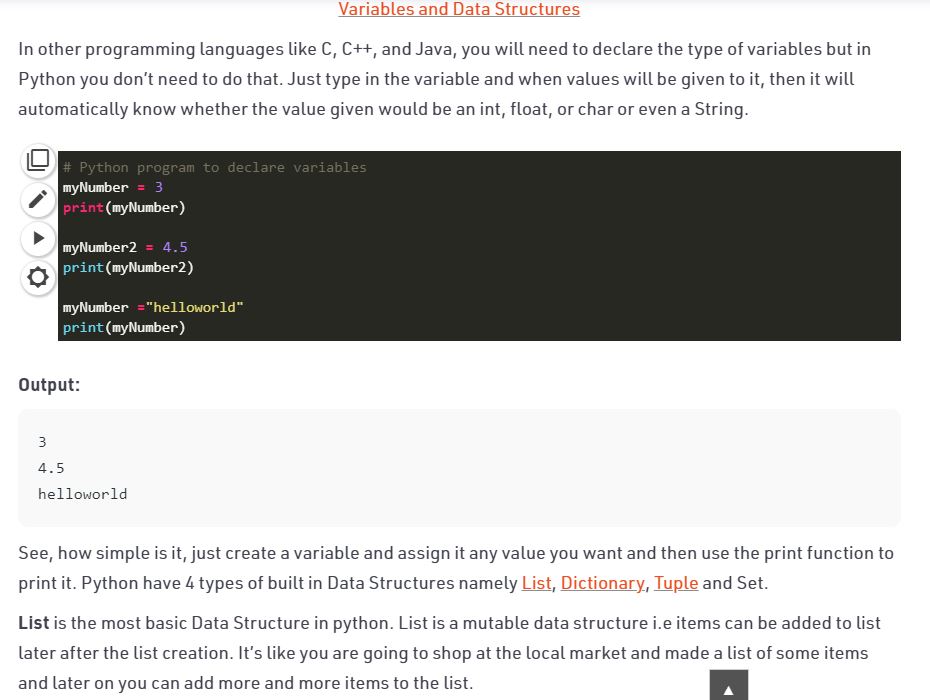 Variables and Data Structures
In other programming languages like C, C++, and Java, you will need to declare the type of variables but in
Python you don’t need to do that. Just type in the variable and when values will be given to it, then it will
automatically know whether the value given would be an int, float, or char or even a String.
# Python program to declare variables
myNumber = 3
print(myNumber)
myNumber2 = 4.5
print(myNumber2)
myNumber ="helloworld"
print(myNumber)
Output:
3
4.5
helloworld
See, how simple is it, just create a variable and assign it any value you want and then use the print function to
print it. Python have 4 types of built in Data Structures namely List, Dictionary, Tuple and Set.
List is the most basic Data Structure in python. List is a mutable data structure i.e items can be added to list
later after the list creation. It’s like you are going to shop at the local market and made a list of some items
and later on you can add more and more items to the list.